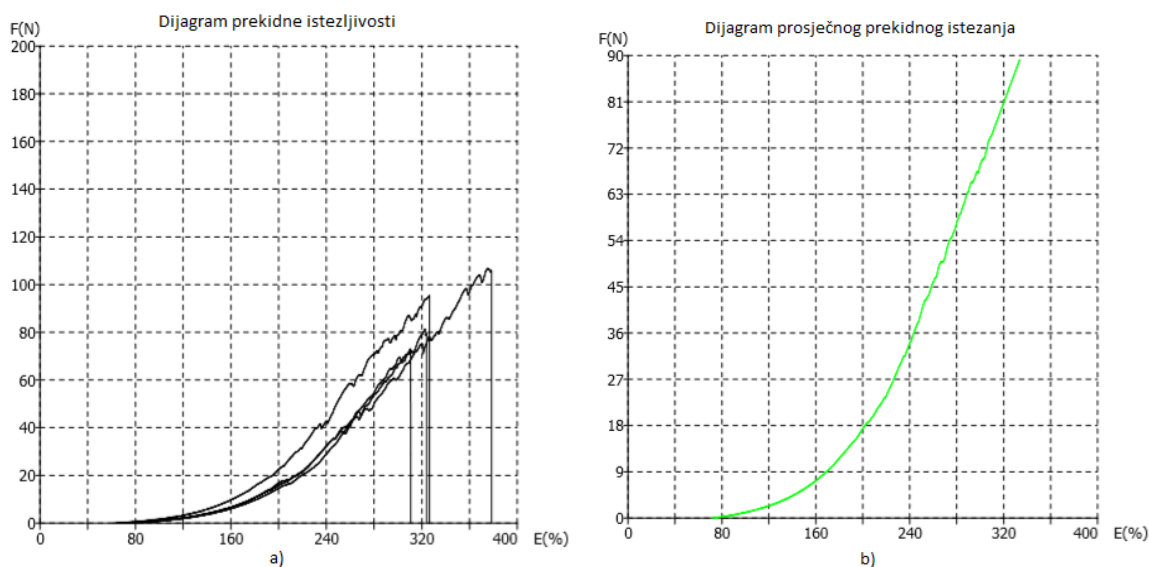 Dijagram prekidne istezljivosti
F(N)
200
180
160
140
120
100
80
60
40
20
0
0 80 160 240 320 400 E(%)
a)
Dijagram prosječnog prekidnog istezanja
F(N)
90
81
72
63
54
45
36
27
18
9
0
0 80 160 240 320 400 E(%)
b)